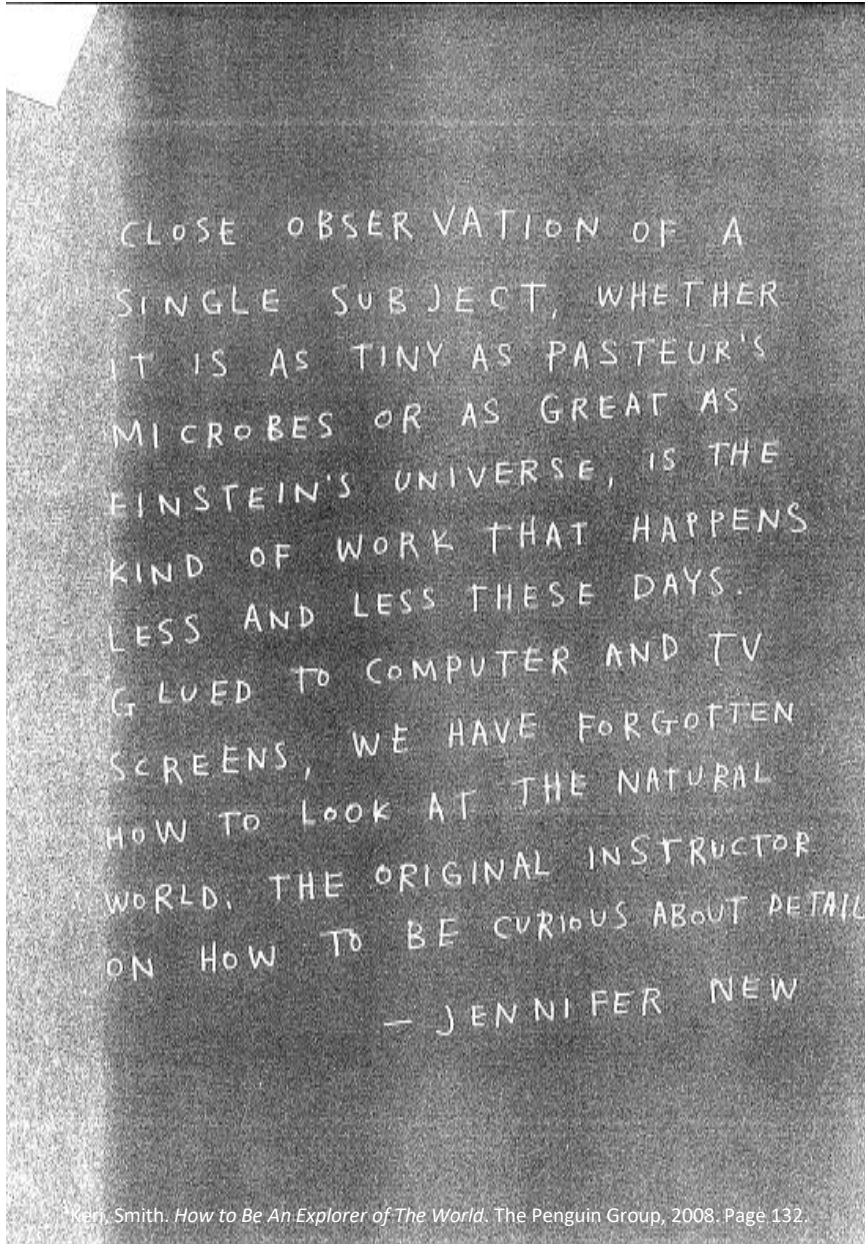 CLOSE OBSERVATION OF A
SINGLE SUBJECT, WHETHER
IT IS AS TINY AS PASTEUR'S
MICROBES OR AS GREAT AS
EINSTEIN'S UNIVERSE, IS THE
KIND OF WORK THAT HAPPENS
LESS AND LESS THESE DAYS.
GLUED TO COMPUTER AND TV
SCREENS, WE HAVE FORGOTTEN
HOW TO LOOK AT THE NATURAL
WORLD. THE ORIGINAL INSTRUCTOR
ON HOW TO BE CURIOUS ABOUT DETAIL
— JENNIFER NEW
Keri, Smith. How to Be An Explorer of The World. The Penguin Group, 2008. Page 132.